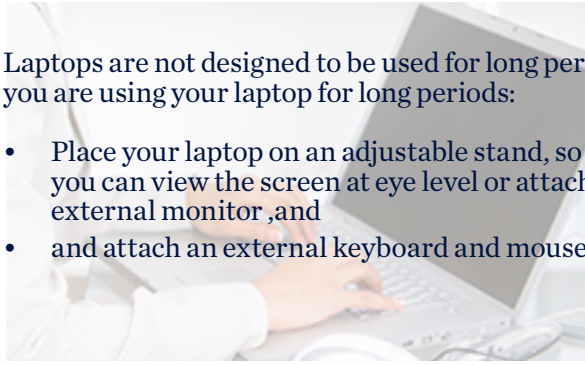 Laptops are not designed to be used for long per
you are using your laptop for long periods:
• Place your laptop on an adjustable stand, so
you can view the screen at eye level or attach
external monitor ,and
• and attach an external keyboard and mouse